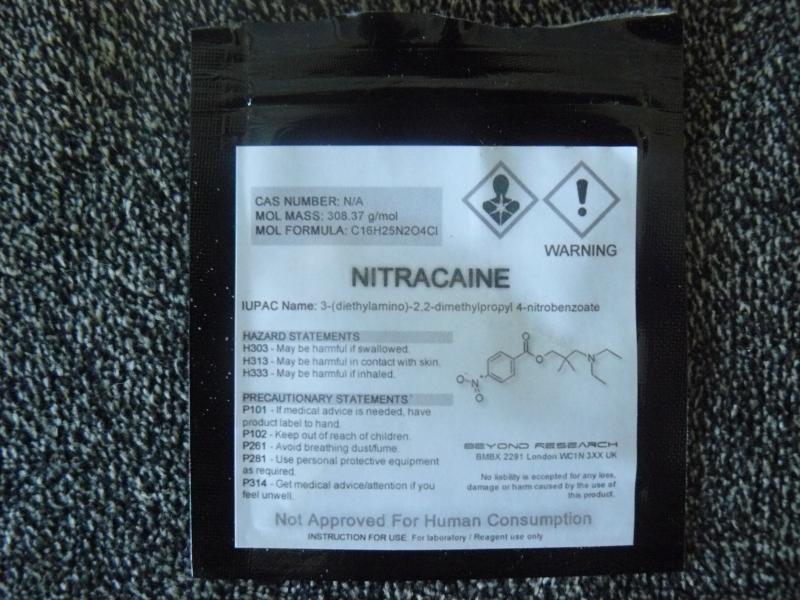 CAS NUMBER: N/A
MOL MASS: 308.37 g/mol
MOL FORMULA: C16H25N2O4Cl
WARNING
NITRACAINE
IUPAC Name: 3-(diethylamino)-2,2-dimethylpropyl 4-nitrobenzoate
HAZARD STATEMENTS
H303 - May be harmful if swallowed.
H313 - May be harmful in contact with skin.
H333 - May be harmful if inhaled.
O
O
N
O⁻
N⁺
O
PRECAUTIONARY STATEMENTS
P101 - If medical advice is needed, have
product label to hand.
P102 - Keep out of reach of children.
P261 - Avoid breathing dust/fume.
P281 - Use personal protective equipment
as required.
P314 - Get medical advice/attention if you
feel unwell.
BEYOND RESEARCH
BMBX 2291 London WC1N 3XX UK
No liability is accepted for any loss,
damage or harm caused by the use of
this product.
Not Approved For Human Consumption
INSTRUCTION FOR USE: For laboratory / Reagent use only